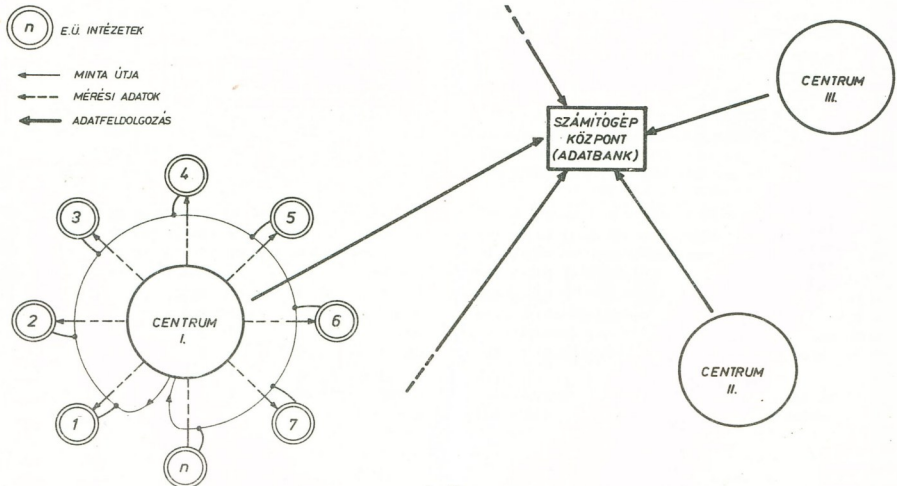 n E.Ü. INTÉZETEK
MINTA ÚTJA
MÉRÉSI ADATOK
ADATFELDOLGOZÁS
SZÁMÍTÓGÉP
KÖZPONT
(ADATBANK)
CENTRUM
III.
4
3
5
2
CENTRUM
I.
6
1
7
n
CENTRUM
II.